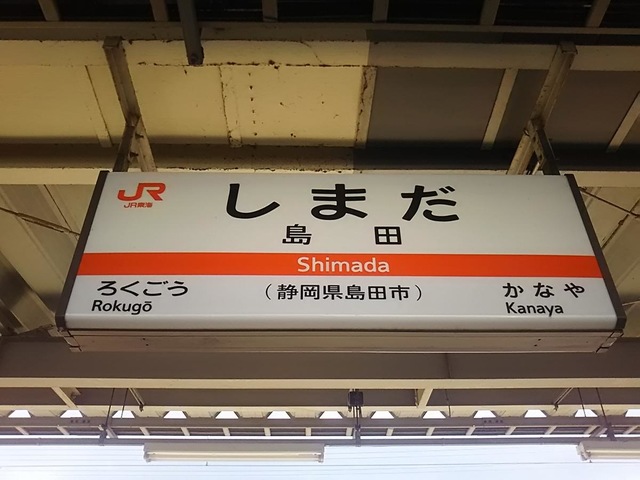 JR
JR東海
しまだ
島田
Shimada
ろくごう
Rokugō
(静岡県島田市)
かなや
Kanaya